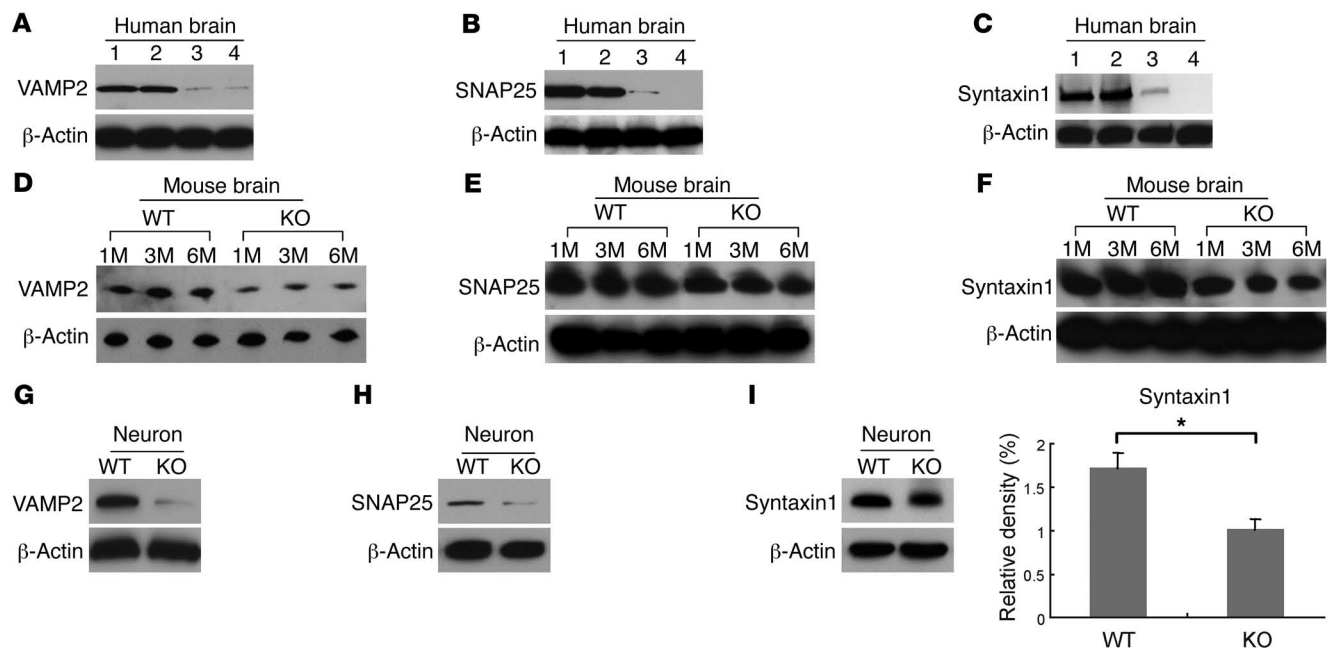 A
Human brain
1 2 3 4
VAMP2
β-Actin
B
Human brain
1 2 3 4
SNAP25
β-Actin
C
Human brain
1 2 3 4
Syntaxin1
β-Actin
D
Mouse brain
WT KO
1M 3M 6M 1M 3M 6M
VAMP2
β-Actin
E
Mouse brain
WT KO
1M 3M 6M 1M 3M 6M
SNAP25
β-Actin
F
Mouse brain
WT KO
1M 3M 6M 1M 3M 6M
Syntaxin1
β-Actin
G
Neuron
WT KO
VAMP2
β-Actin
H
Neuron
WT KO
SNAP25
β-Actin
I
Neuron
WT KO
Syntaxin1
β-Actin
Syntaxin1
*
Relative density (%)
2
1.5
1
0.5
0
WT KO